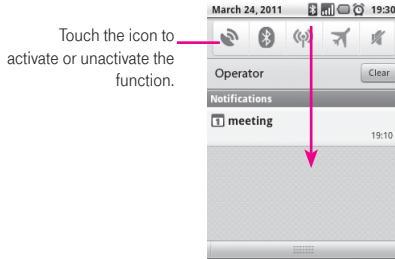 March 24, 2011 19:30
Touch the icon to
activate or unactivate the
function.
Operator Clear
Notifications
1 meeting
19:10